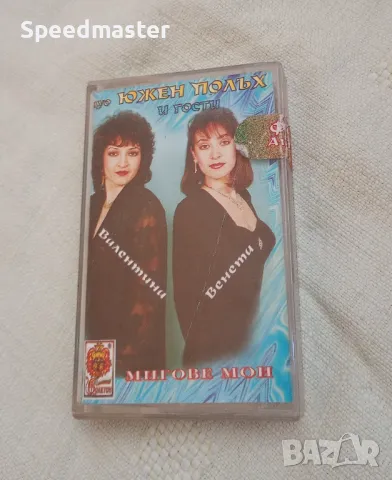 Speedmaster
дуо ЮЖЕН ПОЛЪХ
И ГОСТИ
Валентина
Венета
МИГОВЕ МОИ
BAZAR